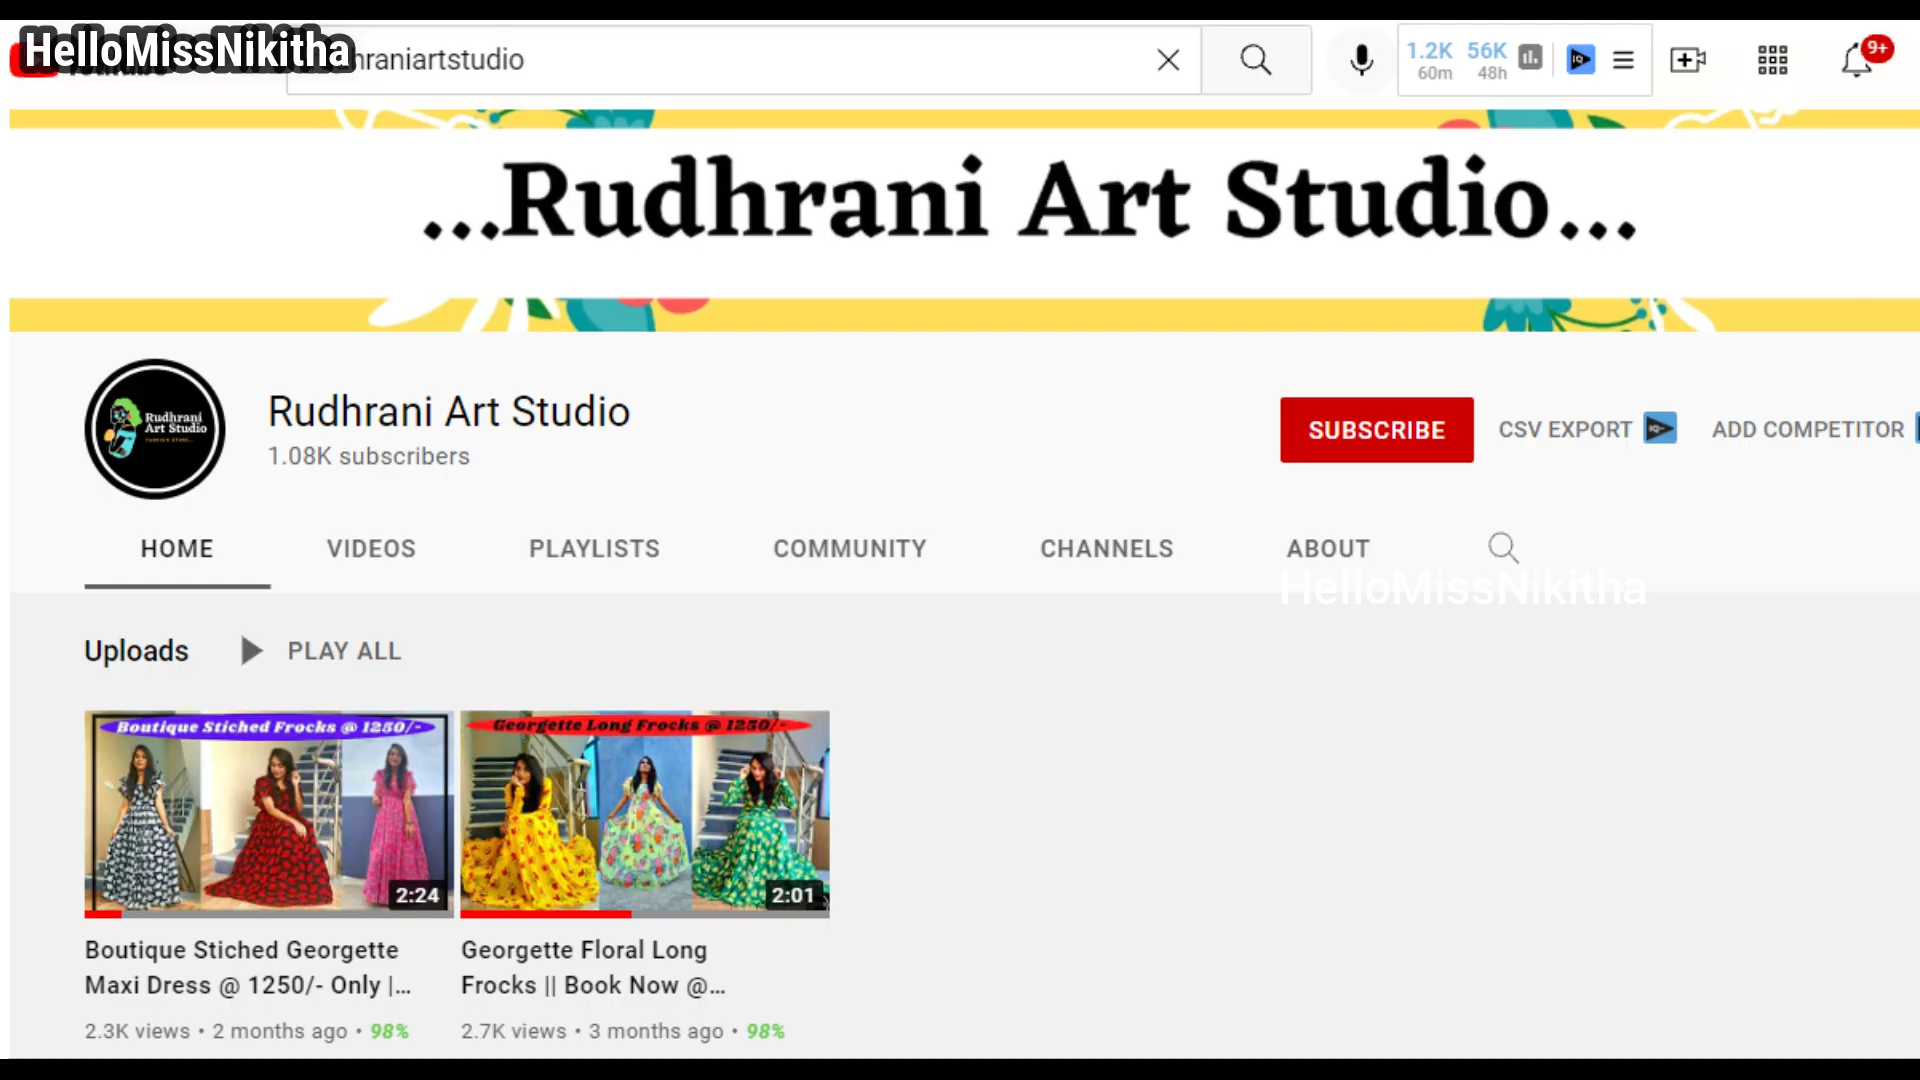 HelloMissNikitha
hraniartstudio
1.2K 56K
60m 48h
9+
...Rudhrani Art Studio...
Rudhrani
Art Studio
Rudhrani Art Studio
1.08K subscribers
SUBSCRIBE
CSV EXPORT
ADD COMPETITOR
HOME
VIDEOS
PLAYLISTS
COMMUNITY
CHANNELS
ABOUT
HelloMissNikitha
Uploads
PLAY ALL
Boutique Stiched Frocks @ 1250/-
2:24
Georgette Long Frocks @ 1250/-
2:01
Boutique Stiched Georgette
Maxi Dress @ 1250/- Only |...
2.3K views • 2 months ago • 98%
Georgette Floral Long
Frocks || Book Now @...
2.7K views • 3 months ago • 98%